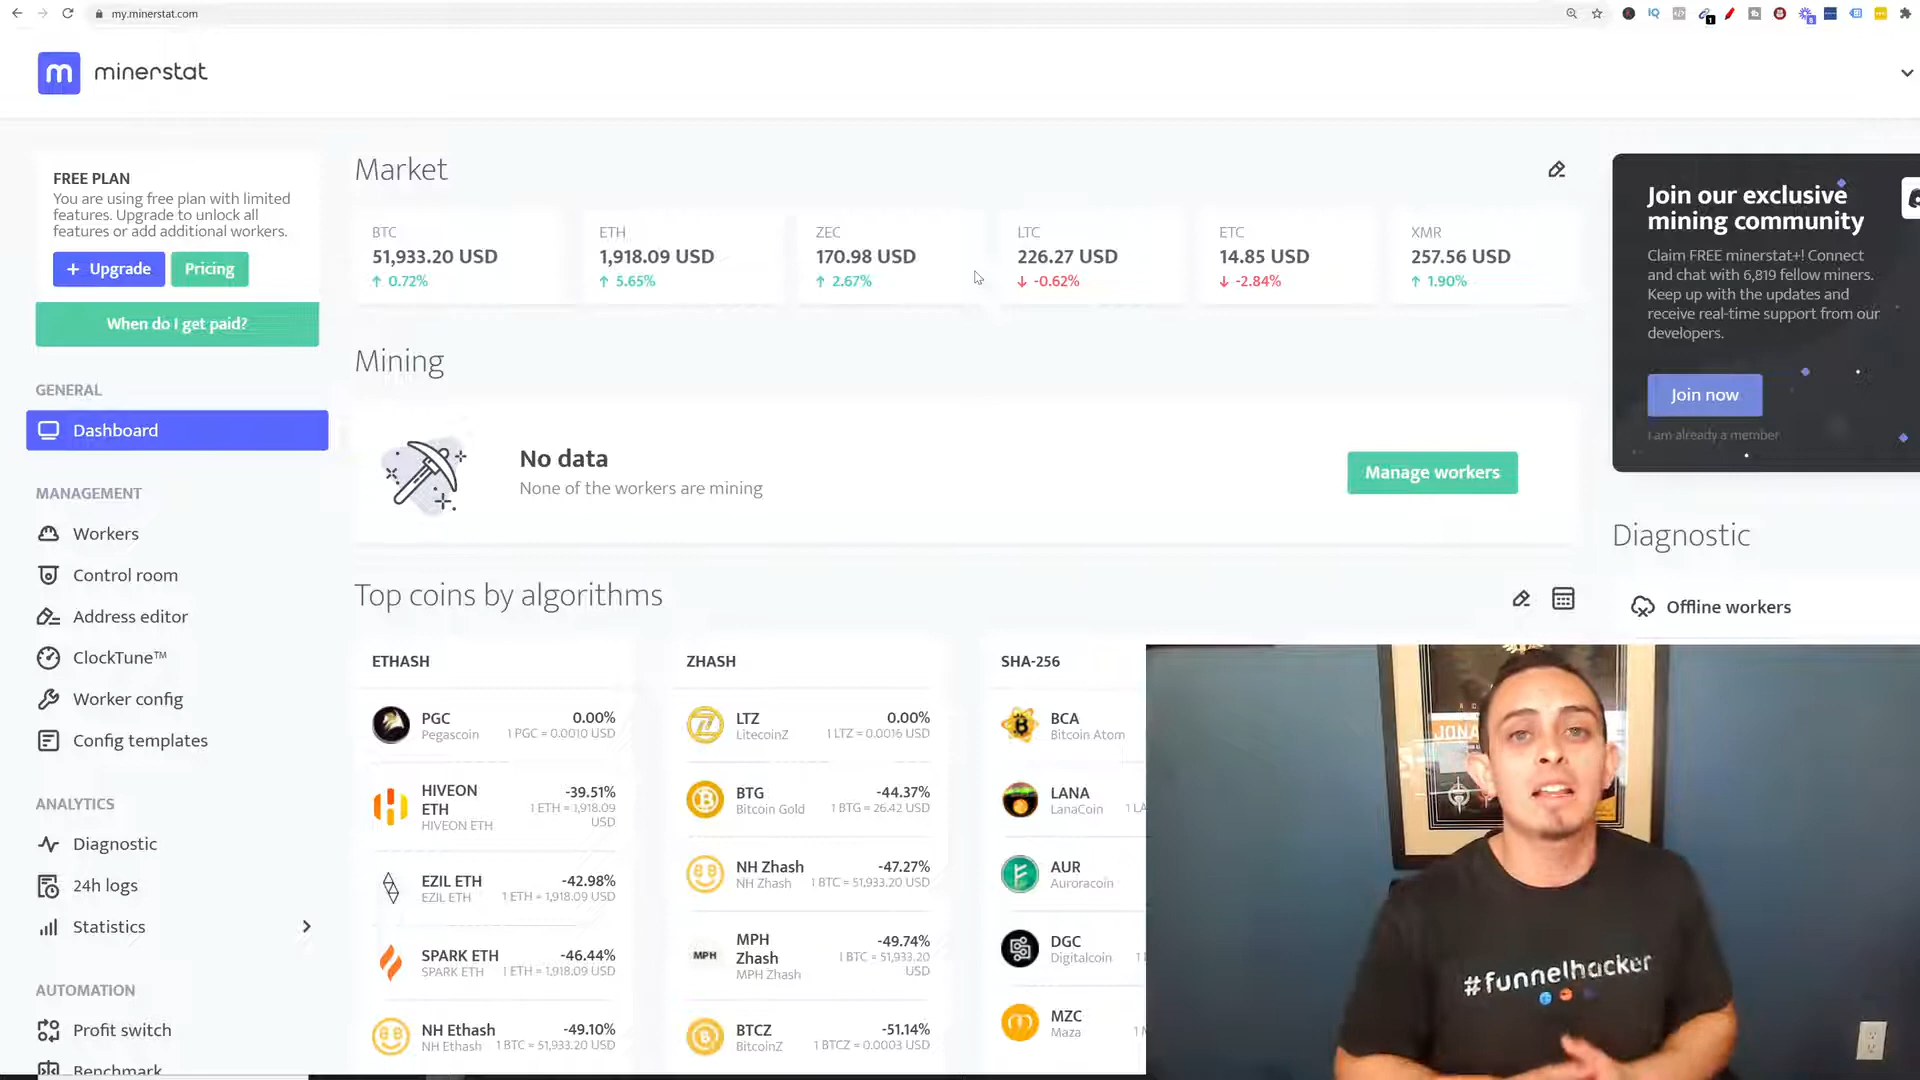 my.minerstat.com
minerstat
FREE PLAN
You are using free plan with limited
features. Upgrade to unlock all
features or add additional workers.
+ Upgrade
Pricing
When do I get paid?
GENERAL
Dashboard
MANAGEMENT
Workers
Control room
Address editor
ClockTune™
Worker config
Config templates
ANALYTICS
Diagnostic
24h logs
Statistics
AUTOMATION
Profit switch
Benchmark
Market
BTC
51,933.20 USD
↑ 0.72%
ETH
1,918.09 USD
↑ 5.65%
ZEC
170.98 USD
↑ 2.67%
LTC
226.27 USD
↓ -0.62%
ETC
14.85 USD
↓ -2.84%
XMR
257.56 USD
↑ 1.90%
Mining
No data
None of the workers are mining
Manage workers
Top coins by algorithms
ETHASH
PGC 0.00%
Pegascoin 1 PGC = 0.0010 USD
HIVEON -39.51%
ETH 1 ETH = 1,918.09
HIVEON ETH USD
EZIL ETH -42.98%
EZIL ETH 1 ETH = 1,918.09 USD
SPARK ETH -46.44%
SPARK ETH 1 ETH = 1,918.09 USD
NH Ethash -49.10%
NH Ethash 1 BTC = 51,933.20 USD
ZHASH
LTZ 0.00%
LitecoinZ 1 LTZ = 0.0016 USD
BTG -44.37%
Bitcoin Gold 1 BTG = 26.42 USD
NH Zhash -47.27%
NH Zhash 1 BTC = 51,933.20 USD
MPH
MPH -49.74%
Zhash 1 BTC = 51,933.20
MPH Zhash USD
BTCZ -51.14%
BitcoinZ 1 BTCZ = 0.0003 USD
SHA-256
BCA
Bitcoin Atom
LANA
LanaCoin 1 LA
AUR
Auroracoin
DGC
Digitalcoin
MZC
Maza
Join our exclusive
mining community
Claim FREE minerstat+! Connect
and chat with 6,819 fellow miners.
Keep up with the updates and
receive real-time support from our
developers.
Join now
I am already a member
Diagnostic
Offline workers
#funnelhacker